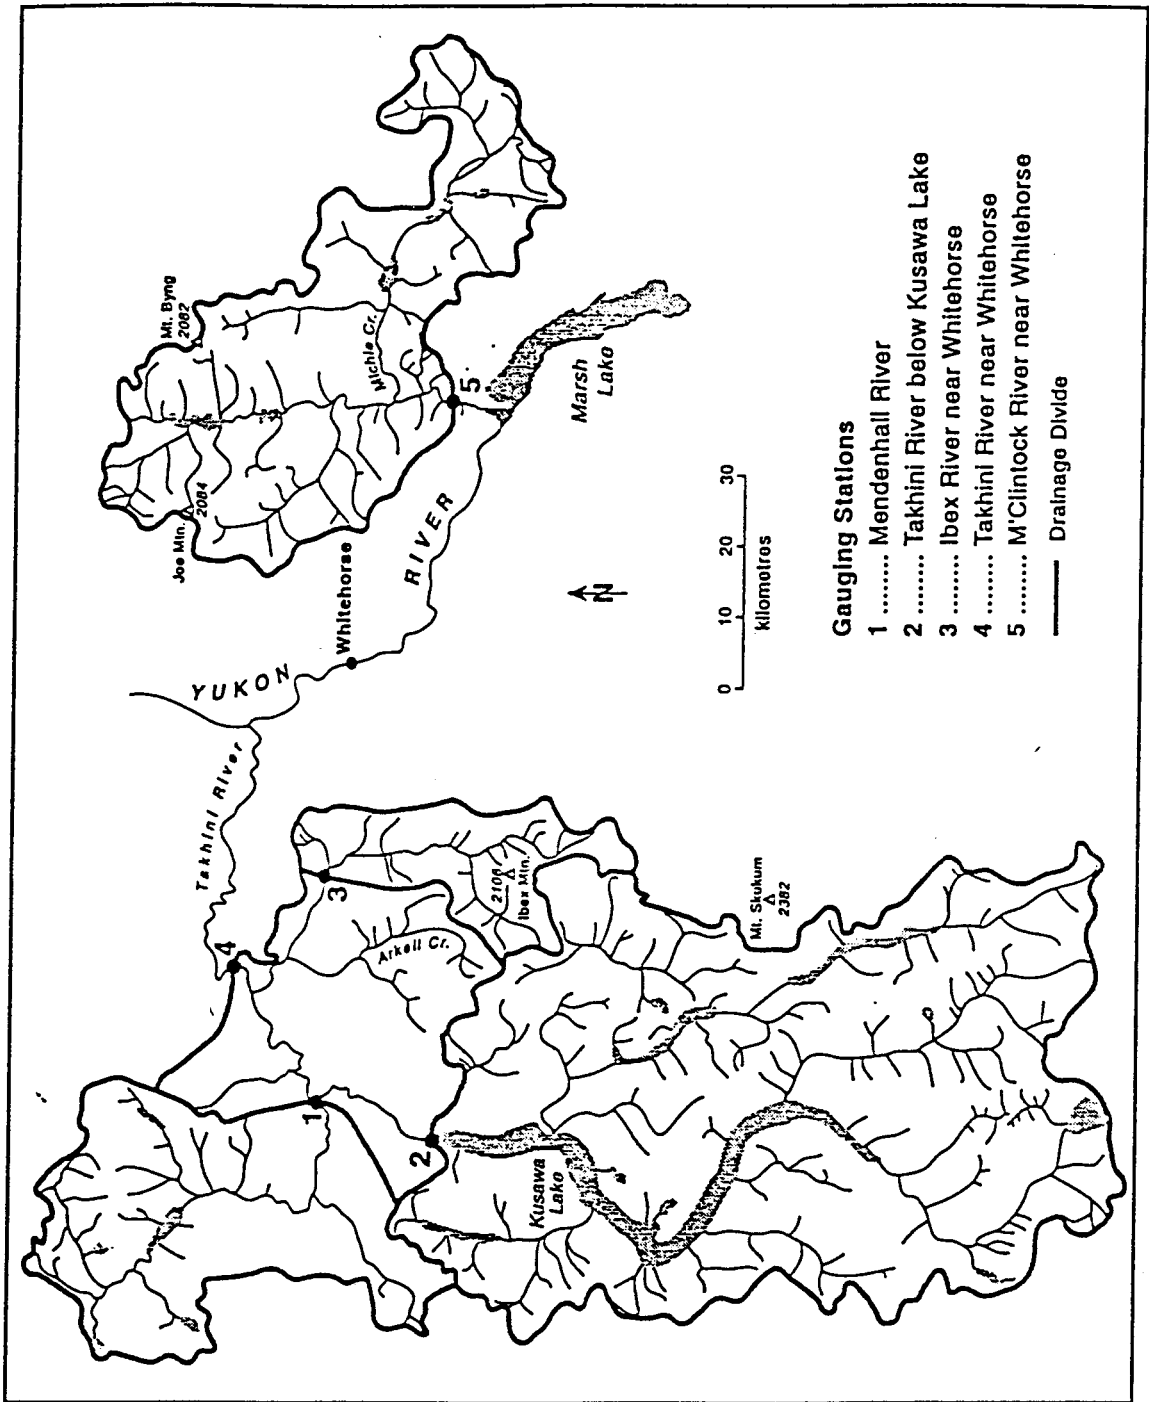 Mt. Byng
2082
Joe Mtn.
2084
Michie Cr.
5
Marsh
Lake
Whitehorse
YUKON
RIVER
Takhini River
4
3
Arkell Cr.
2108
Ibex Mtn.
1
2
Kusawa
Lake
Mt. Skukum
2382
N
0 10 20 30
kilometres
Gauging Stations
1 ........ Mendenhall River
2 ........ Takhini River below Kusawa Lake
3 ........ Ibex River near Whitehorse
4 ........ Takhini River near Whitehorse
5 ........ M'Clintock River near Whitehorse
Drainage Divide